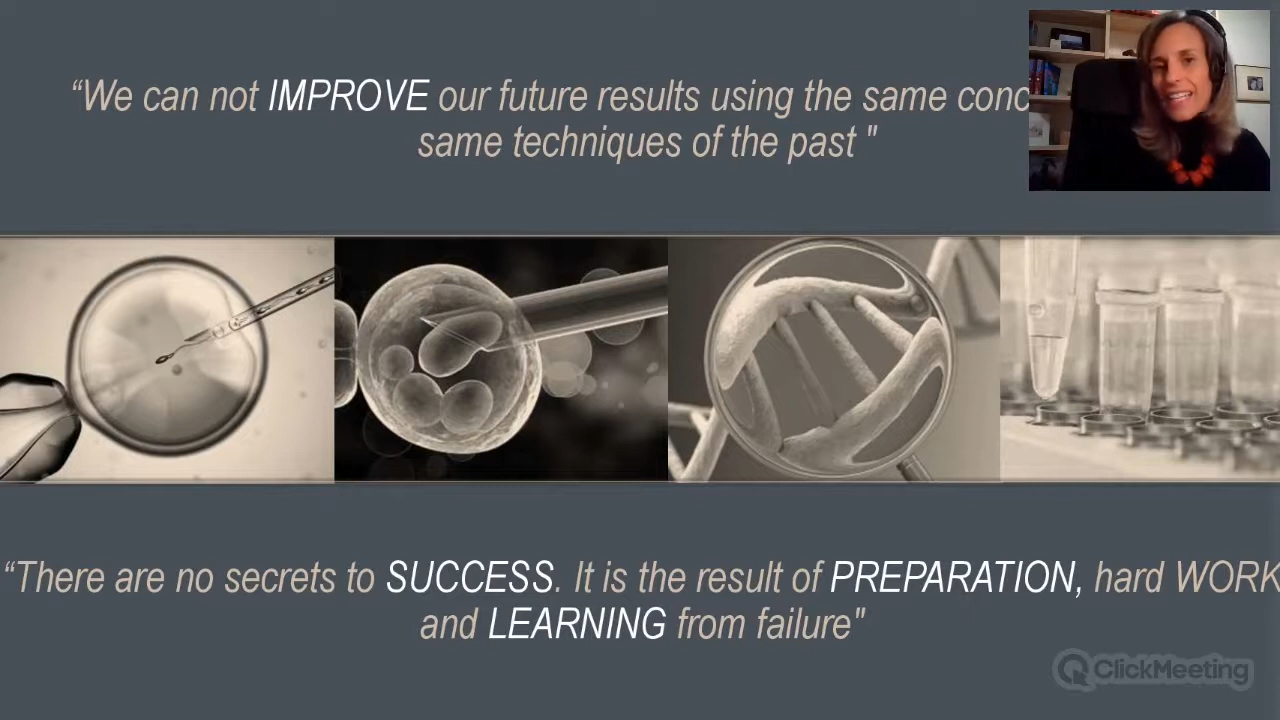 “We can not IMPROVE our future results using the same
same techniques of the past "
“There are no secrets to SUCCESS. It is the result of PREPARATION, hard WORK
and LEARNING from failure"
ClickMeeting